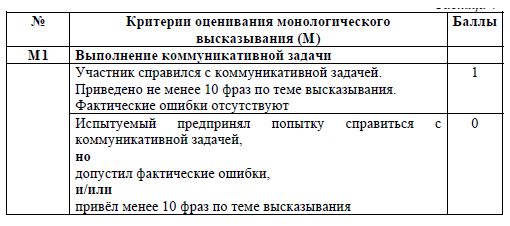 № Критерии оценивания монологического Баллы
высказывания (М)
М1 Выполнение коммуникативной задачи
Участник справился с коммуникативной задачей. 1
Приведено не менее 10 фраз по теме высказывания.
Фактические ошибки отсутствуют
Испытуемый предпринял попытку справиться с 0
коммуникативной задачей,
но
допустил фактические ошибки,
и/или
привёл менее 10 фраз по теме высказывания